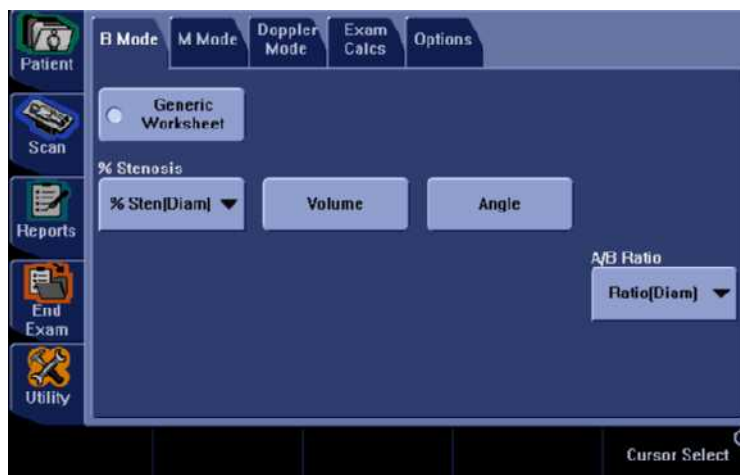 Patient
Scan
Reports
End
Exam
Utility
B Mode
M Mode
Doppler
Mode
Exam
Calcs
Options
Generic
Worksheet
% Stenosis
% Sten(Diam)
Volume
Angle
A/B Ratio
Ratio(Diam)
Cursor Select